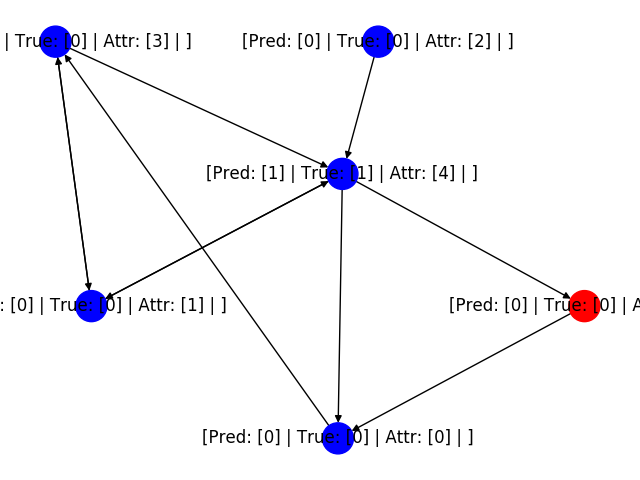 | True: [0] | Attr: [3] | ]
[Pred: [0] | True: [0] | Attr: [2] | ]
[Pred: [1] | True: [1] | Attr: [4] | ]
: [0] | True: [0] | Attr: [1] | ]
[Pred: [0] | True: [0] | A
[Pred: [0] | True: [0] | Attr: [0] | ]